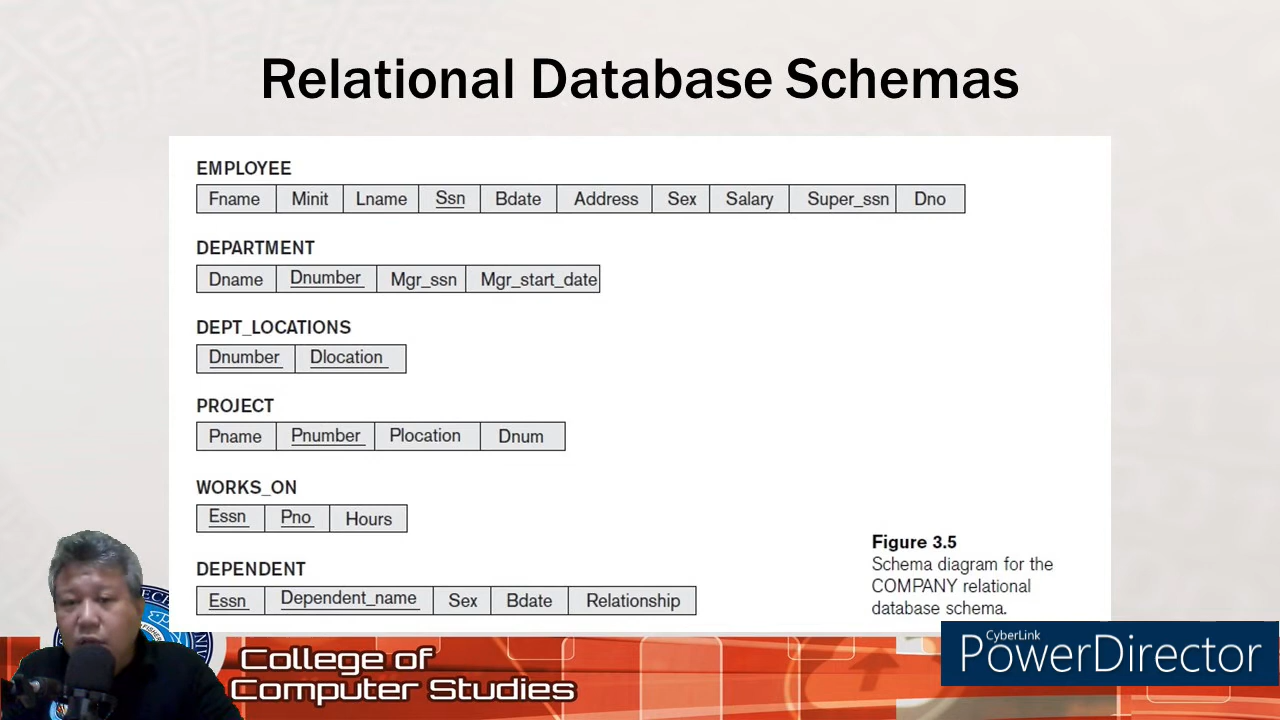 Relational Database Schemas
EMPLOYEE
Fname Minit Lname Ssn Bdate Address Sex Salary Super_ssn Dno
DEPARTMENT
Dname Dnumber Mgr_ssn Mgr_start_date
DEPT_LOCATIONS
Dnumber Dlocation
PROJECT
Pname Pnumber Plocation Dnum
WORKS_ON
Essn Pno Hours
DEPENDENT
Essn Dependent_name Sex Bdate Relationship
Figure 3.5
Schema diagram for the
COMPANY relational
database schema.
College of
Computer Studies
CyberLink
PowerDirector